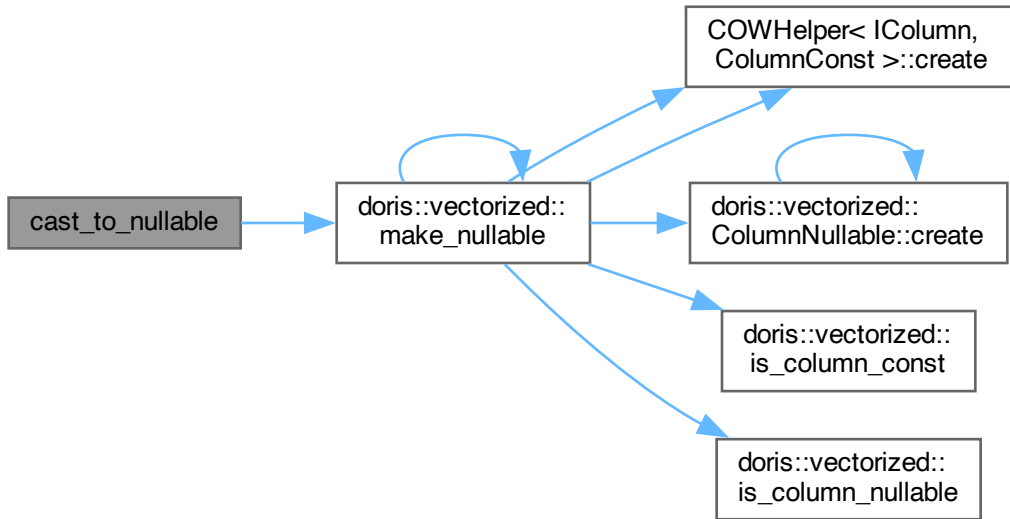 COWHelper< IColumn,
ColumnConst >::create
cast_to_nullable
doris::vectorized::
make_nullable
doris::vectorized::
ColumnNullable::create
doris::vectorized::
is_column_const
doris::vectorized::
is_column_nullable